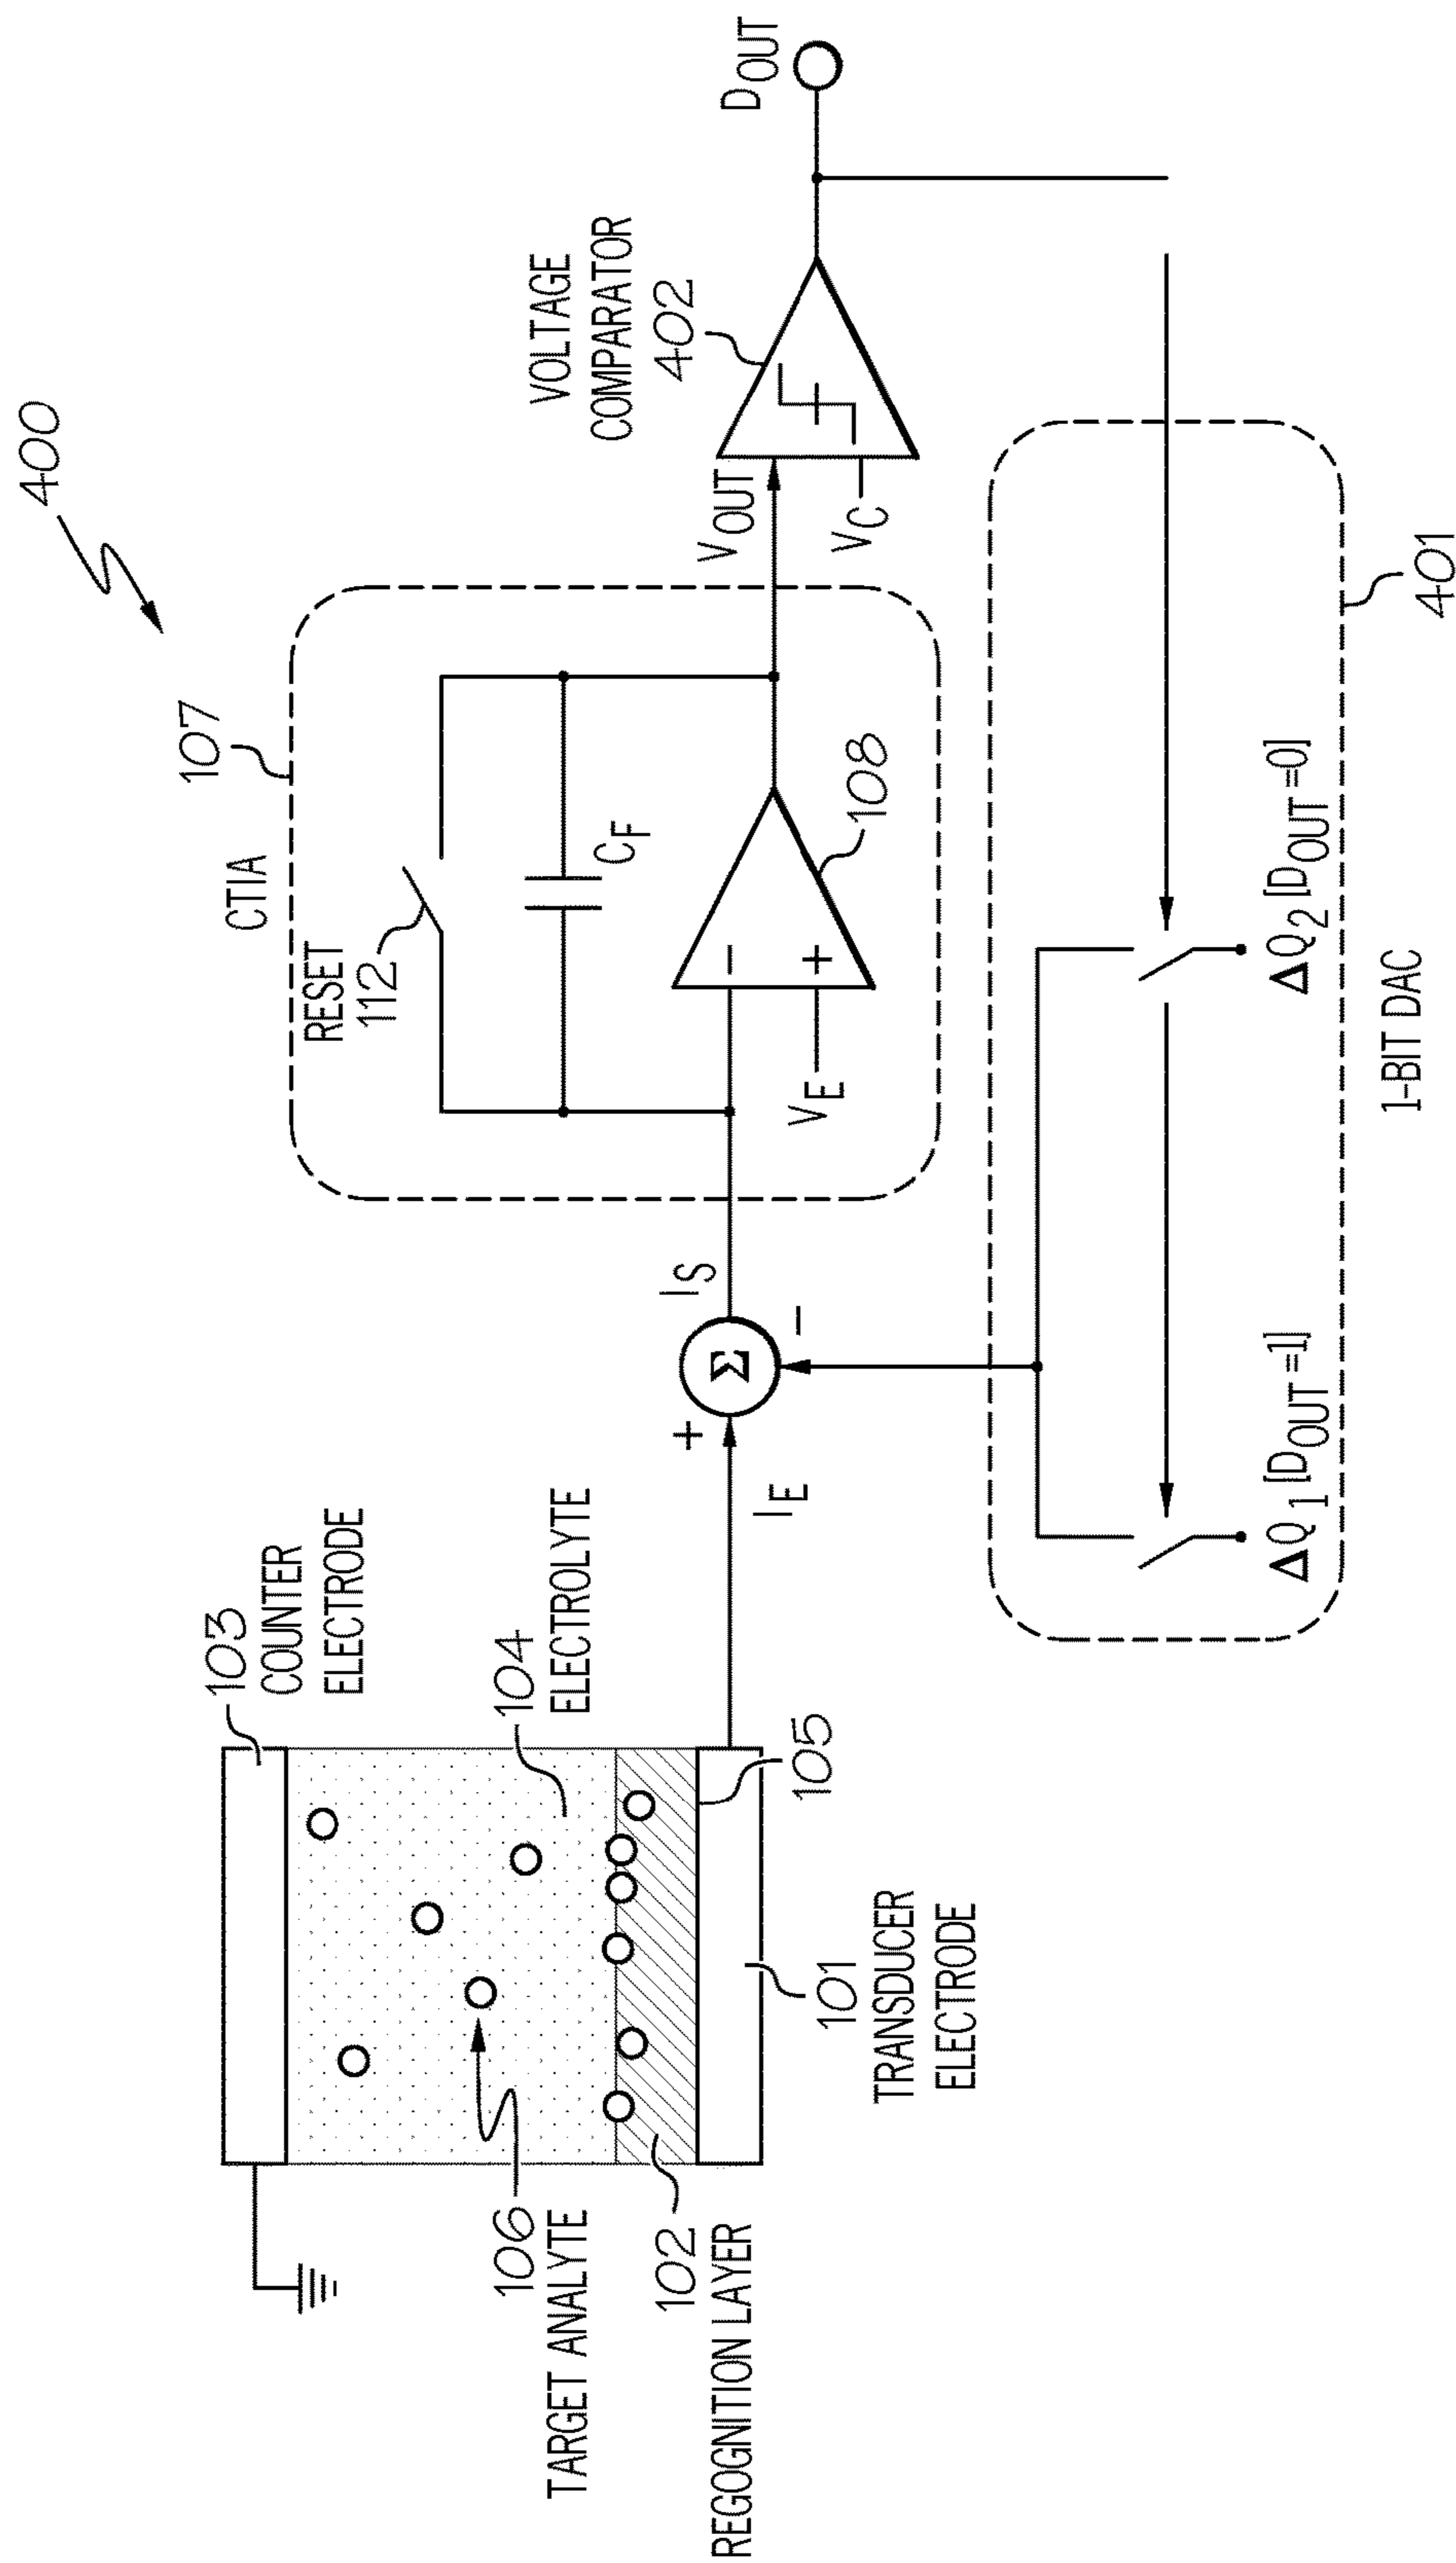 400
103
COUNTER
ELECTRODE
104
ELECTROLYTE
106
TARGET ANALYTE
102
REGOGNITION LAYER
105
101
TRANSDUCER
ELECTRODE
I_E
+
Σ
−
I_S
107
CTIA
RESET
112
C_F
−
+
V_E
108
V_OUT
V_C
VOLTAGE
COMPARATOR
402
D_OUT
ΔQ_1 [D_OUT=1]
ΔQ_2 [D_OUT=0]
1-BIT DAC
401